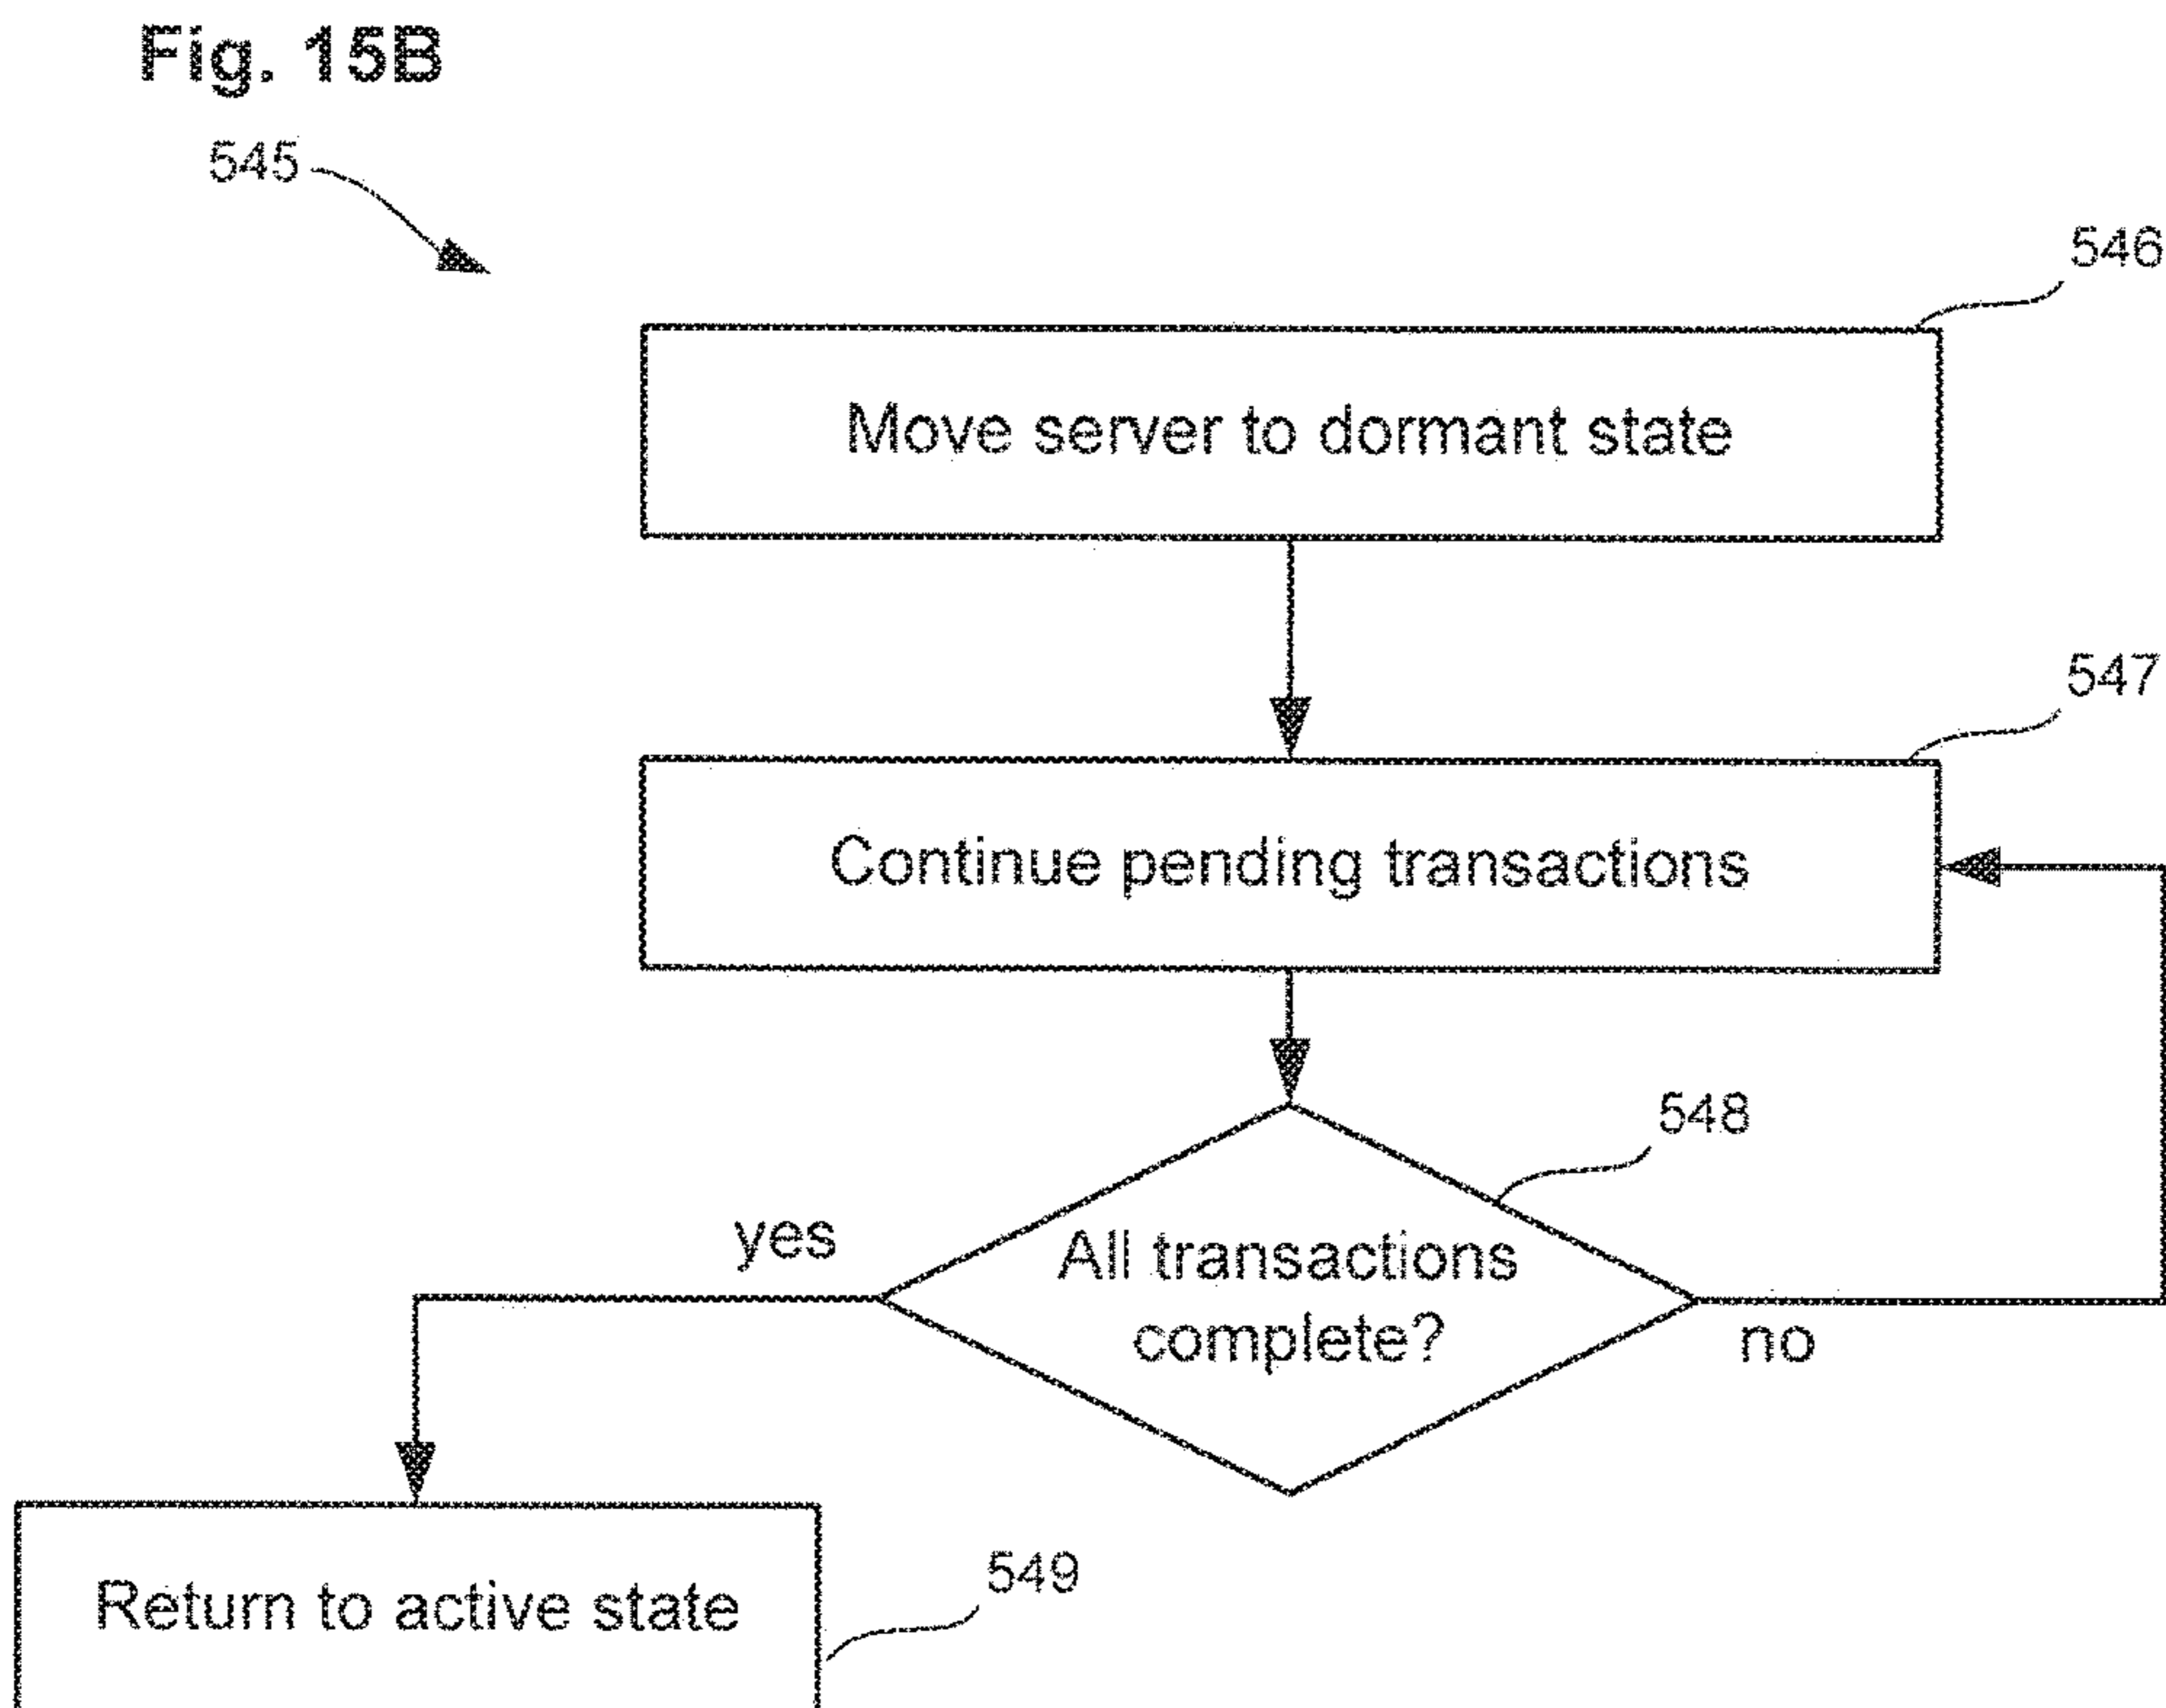 Fig. 15B
545
546
Move server to dormant state
547
Continue pending transactions
548
yes
All transactions
complete?
no
549
Return to active state